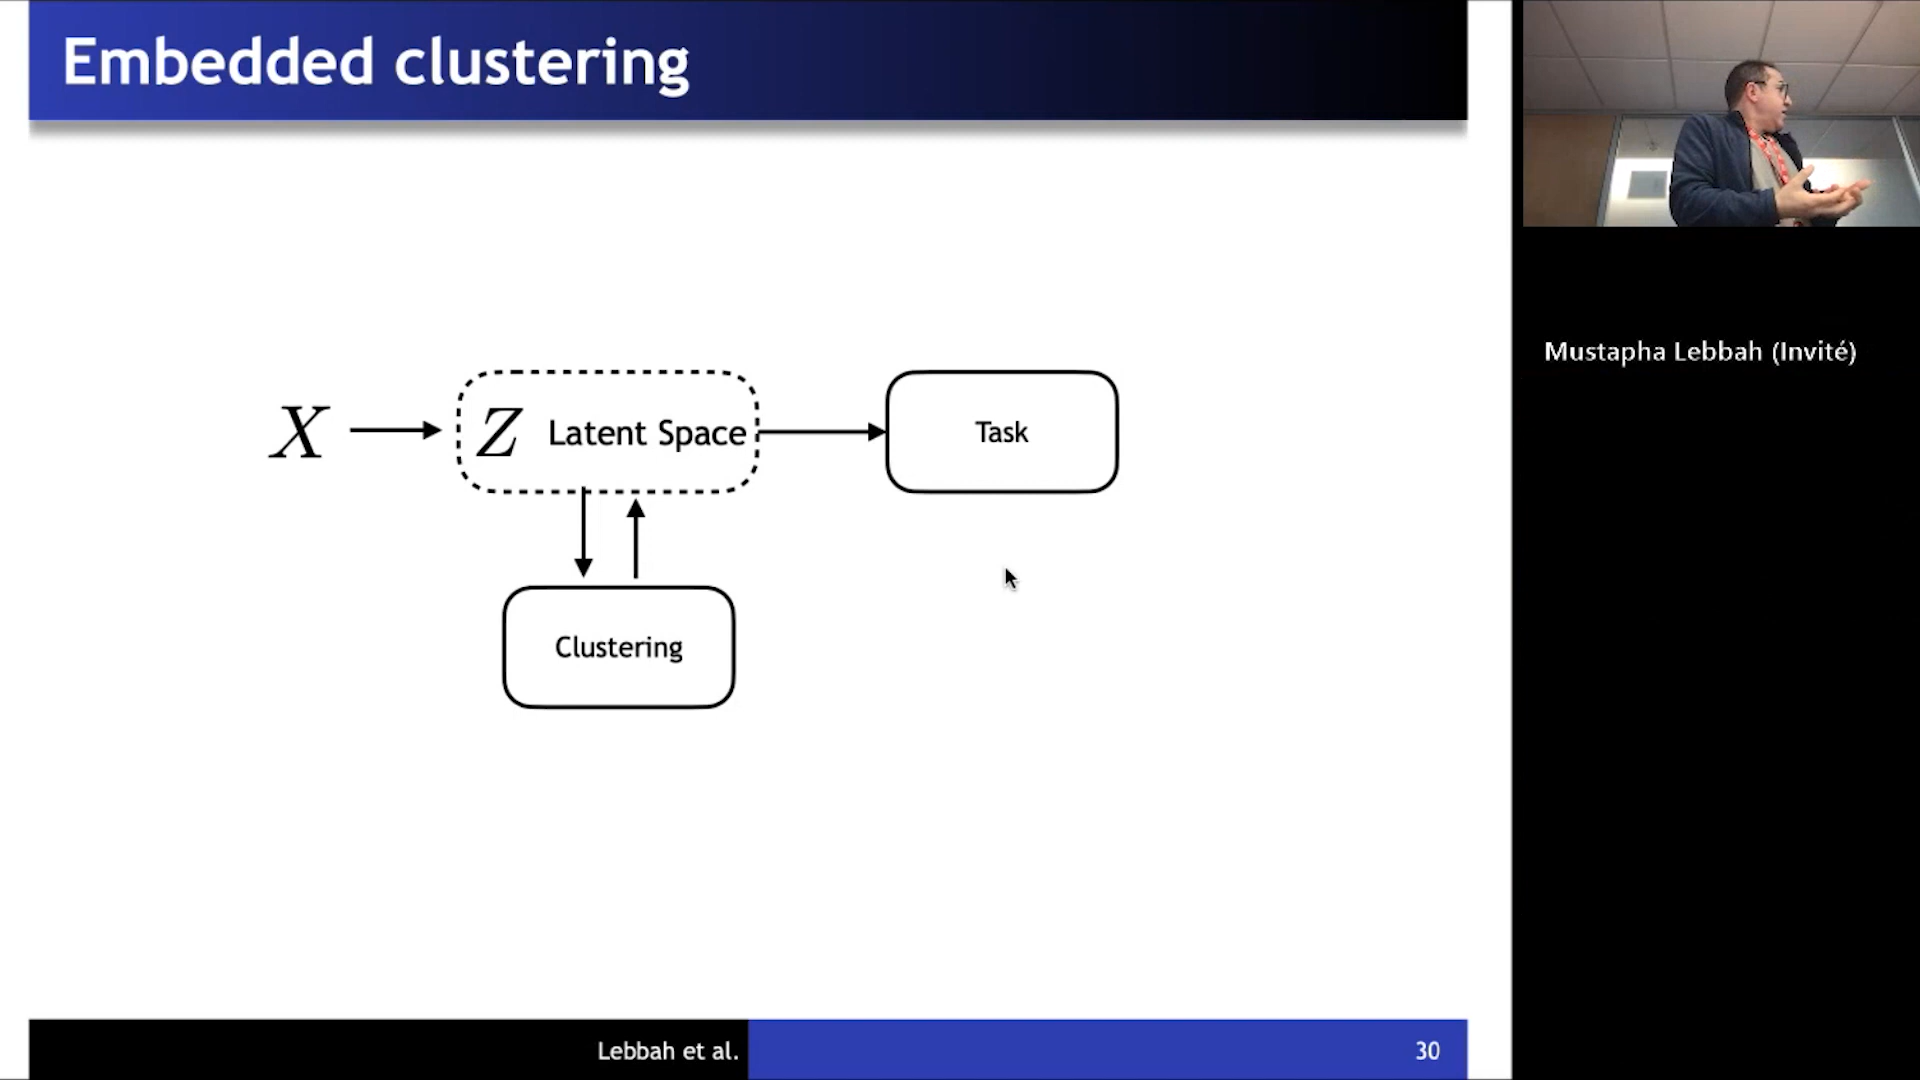 Embedded clustering
X
Z Latent Space
Task
Clustering
Lebbah et al.
30
Mustapha Lebbah (Invité)